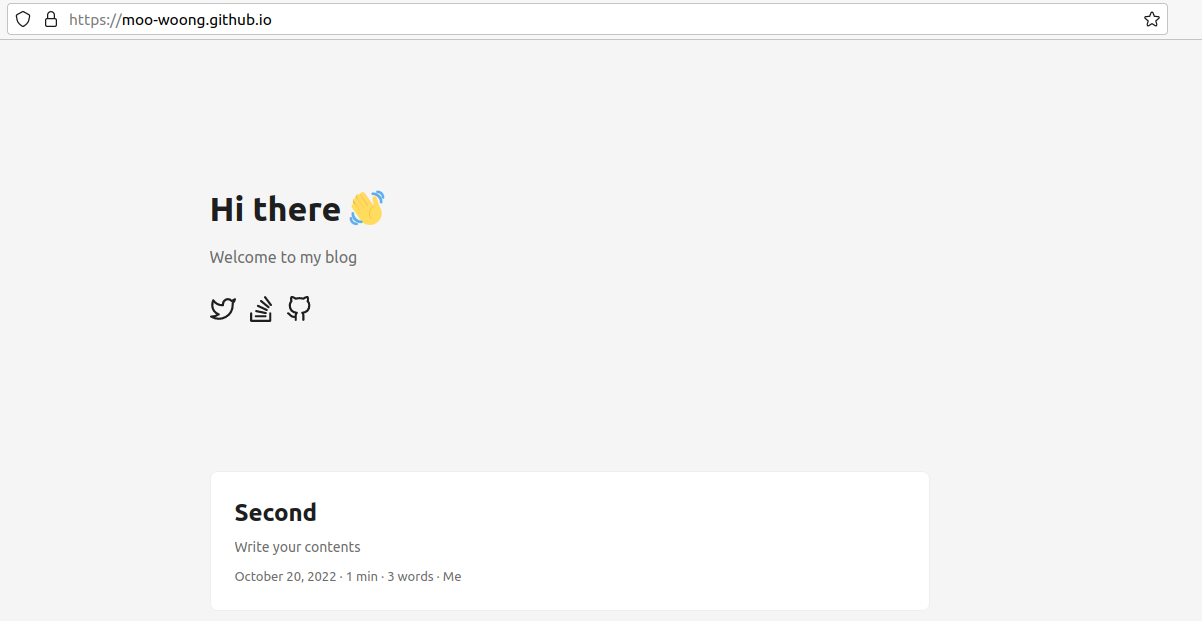 https://moo-woong.github.io
Hi there 👋
Welcome to my blog
Second
Write your contents
October 20, 2022 · 1 min · 3 words · Me